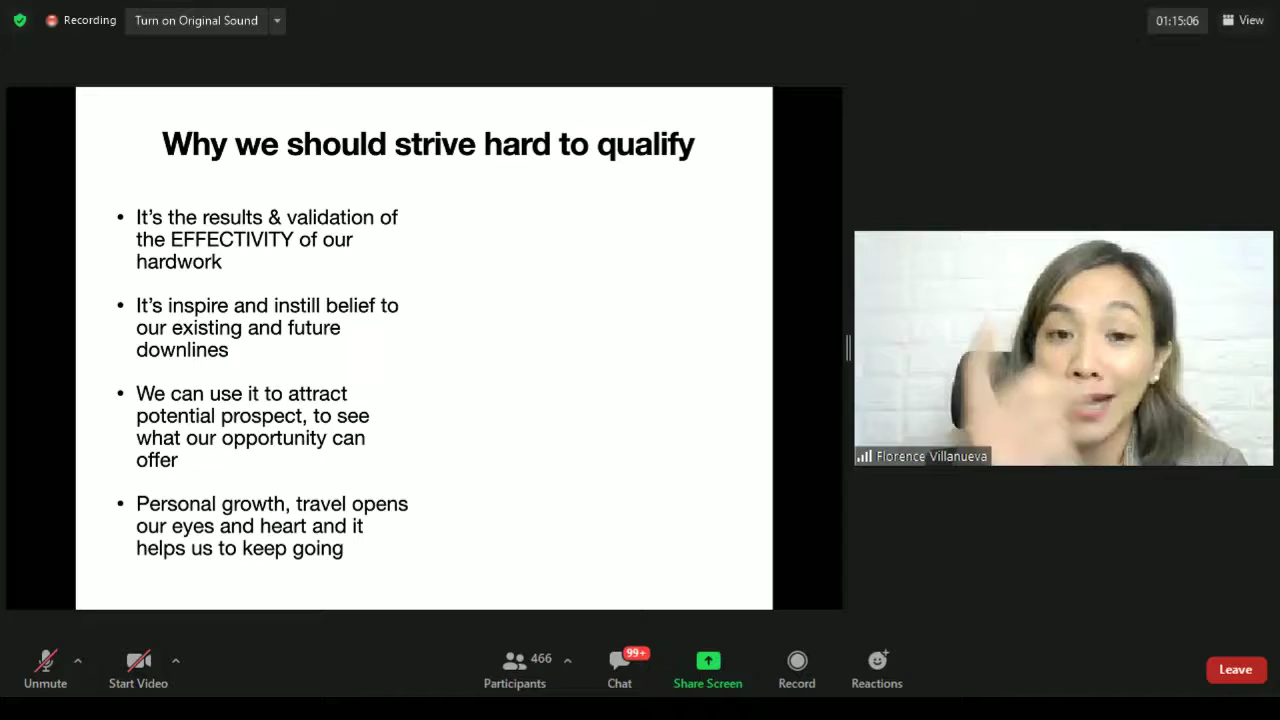 Recording
Turn on Original Sound
01:15:06
View
Why we should strive hard to qualify
• It's the results & validation of
the EFFECTIVITY of our
hardwork
• It's inspire and instill belief to
our existing and future
downlines
• We can use it to attract
potential prospect, to see
what our opportunity can
offer
• Personal growth, travel opens
our eyes and heart and it
helps us to keep going
Florence Villanueva
Unmute
Start Video
466
Participants
99+
Chat
Share Screen
Record
Reactions
Leave